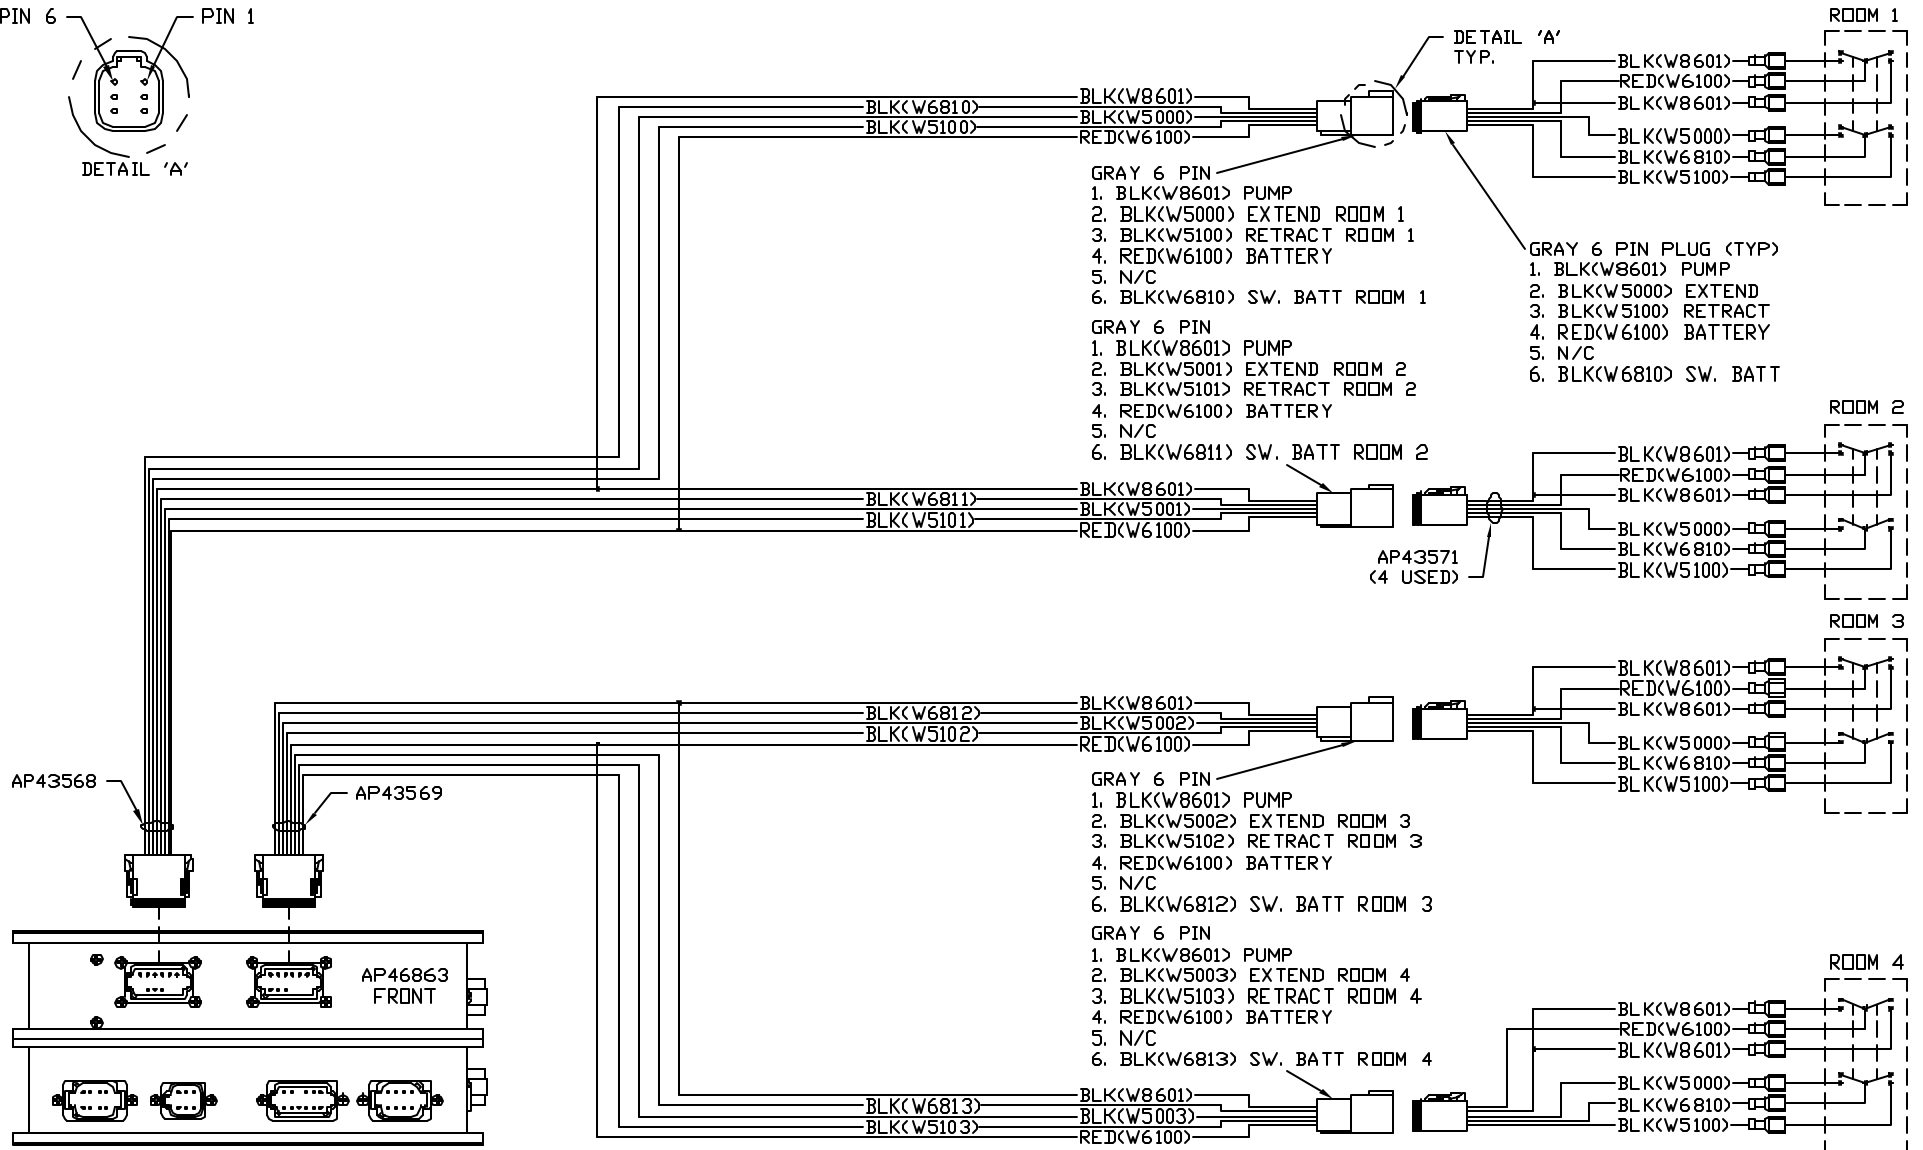 PIN 6
PIN 1
DETAIL 'A'
DETAIL 'A'
TYP.
BLK(W8601)
BLK(W6810)
BLK(W5000)
BLK(W5100)
RED(W6100)
GRAY 6 PIN
1. BLK(W8601) PUMP
2. BLK(W5000) EXTEND ROOM 1
3. BLK(W5100) RETRACT ROOM 1
4. RED(W6100) BATTERY
5. N/C
6. BLK(W6810) SW. BATT ROOM 1
ROOM 1
BLK(W8601)
RED(W6100)
BLK(W8601)
BLK(W5000)
BLK(W6810)
BLK(W5100)
GRAY 6 PIN PLUG (TYP)
1. BLK(W8601) PUMP
2. BLK(W5000) EXTEND
3. BLK(W5100) RETRACT
4. RED(W6100) BATTERY
5. N/C
6. BLK(W6810) SW. BATT
GRAY 6 PIN
1. BLK(W8601) PUMP
2. BLK(W5001) EXTEND ROOM 2
3. BLK(W5101) RETRACT ROOM 2
4. RED(W6100) BATTERY
5. N/C
6. BLK(W6811) SW. BATT ROOM 2
BLK(W8601)
BLK(W6811)
BLK(W5001)
BLK(W5101)
RED(W6100)
AP43571
(4 USED)
ROOM 2
BLK(W8601)
RED(W6100)
BLK(W8601)
BLK(W5000)
BLK(W6810)
BLK(W5100)
BLK(W8601)
BLK(W6812)
BLK(W5002)
BLK(W5102)
RED(W6100)
GRAY 6 PIN
1. BLK(W8601) PUMP
2. BLK(W5002) EXTEND ROOM 3
3. BLK(W5102) RETRACT ROOM 3
4. RED(W6100) BATTERY
5. N/C
6. BLK(W6812) SW. BATT ROOM 3
ROOM 3
BLK(W8601)
RED(W6100)
BLK(W8601)
BLK(W5000)
BLK(W6810)
BLK(W5100)
AP43568
AP43569
AP46863
FRONT
GRAY 6 PIN
1. BLK(W8601) PUMP
2. BLK(W5003) EXTEND ROOM 4
3. BLK(W5103) RETRACT ROOM 4
4. RED(W6100) BATTERY
5. N/C
6. BLK(W6813) SW. BATT ROOM 4
BLK(W8601)
BLK(W6813)
BLK(W5003)
BLK(W5103)
RED(W6100)
ROOM 4
BLK(W8601)
RED(W6100)
BLK(W8601)
BLK(W5000)
BLK(W6810)
BLK(W5100)